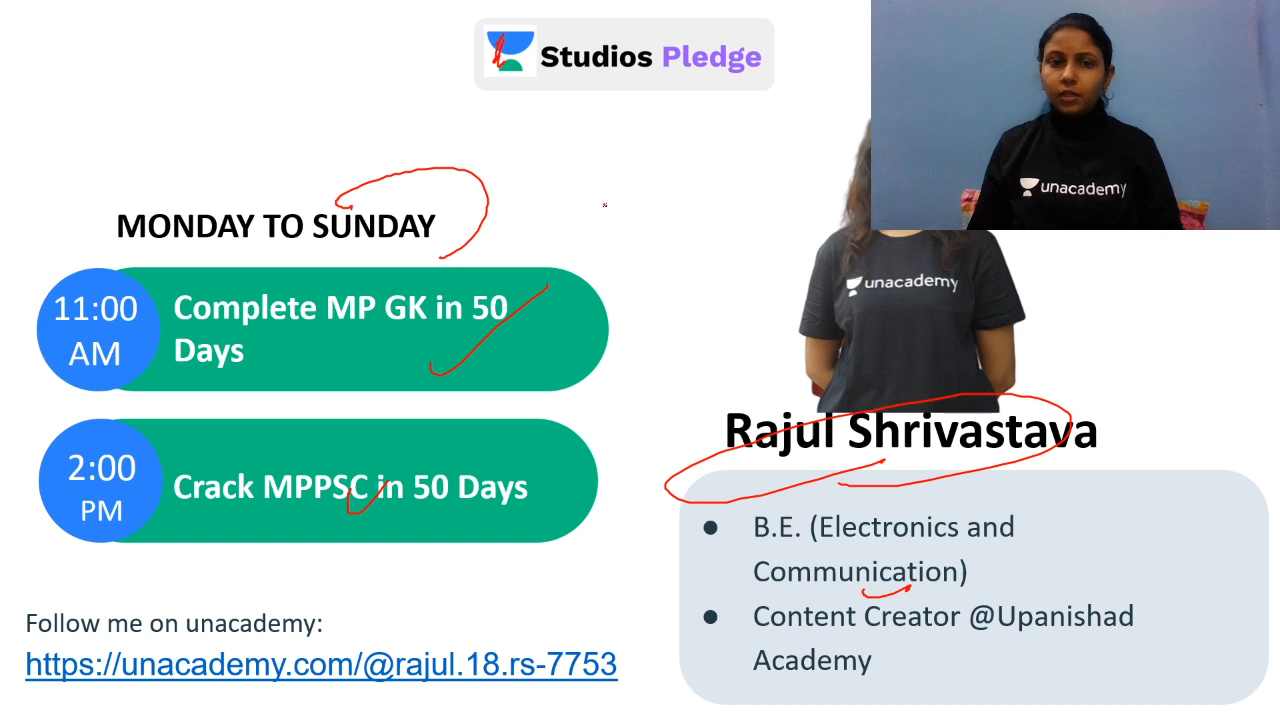 Studios Pledge
unacademy
MONDAY TO SUNDAY
11:00
AM
Complete MP GK in 50
Days
unacademy
2:00
PM
Crack MPPSC in 50 Days
Rajul Shrivastava
● B.E. (Electronics and
Communication)
● Content Creator @Upanishad
Academy
Follow me on unacademy:
https://unacademy.com/@rajul.18.rs-7753